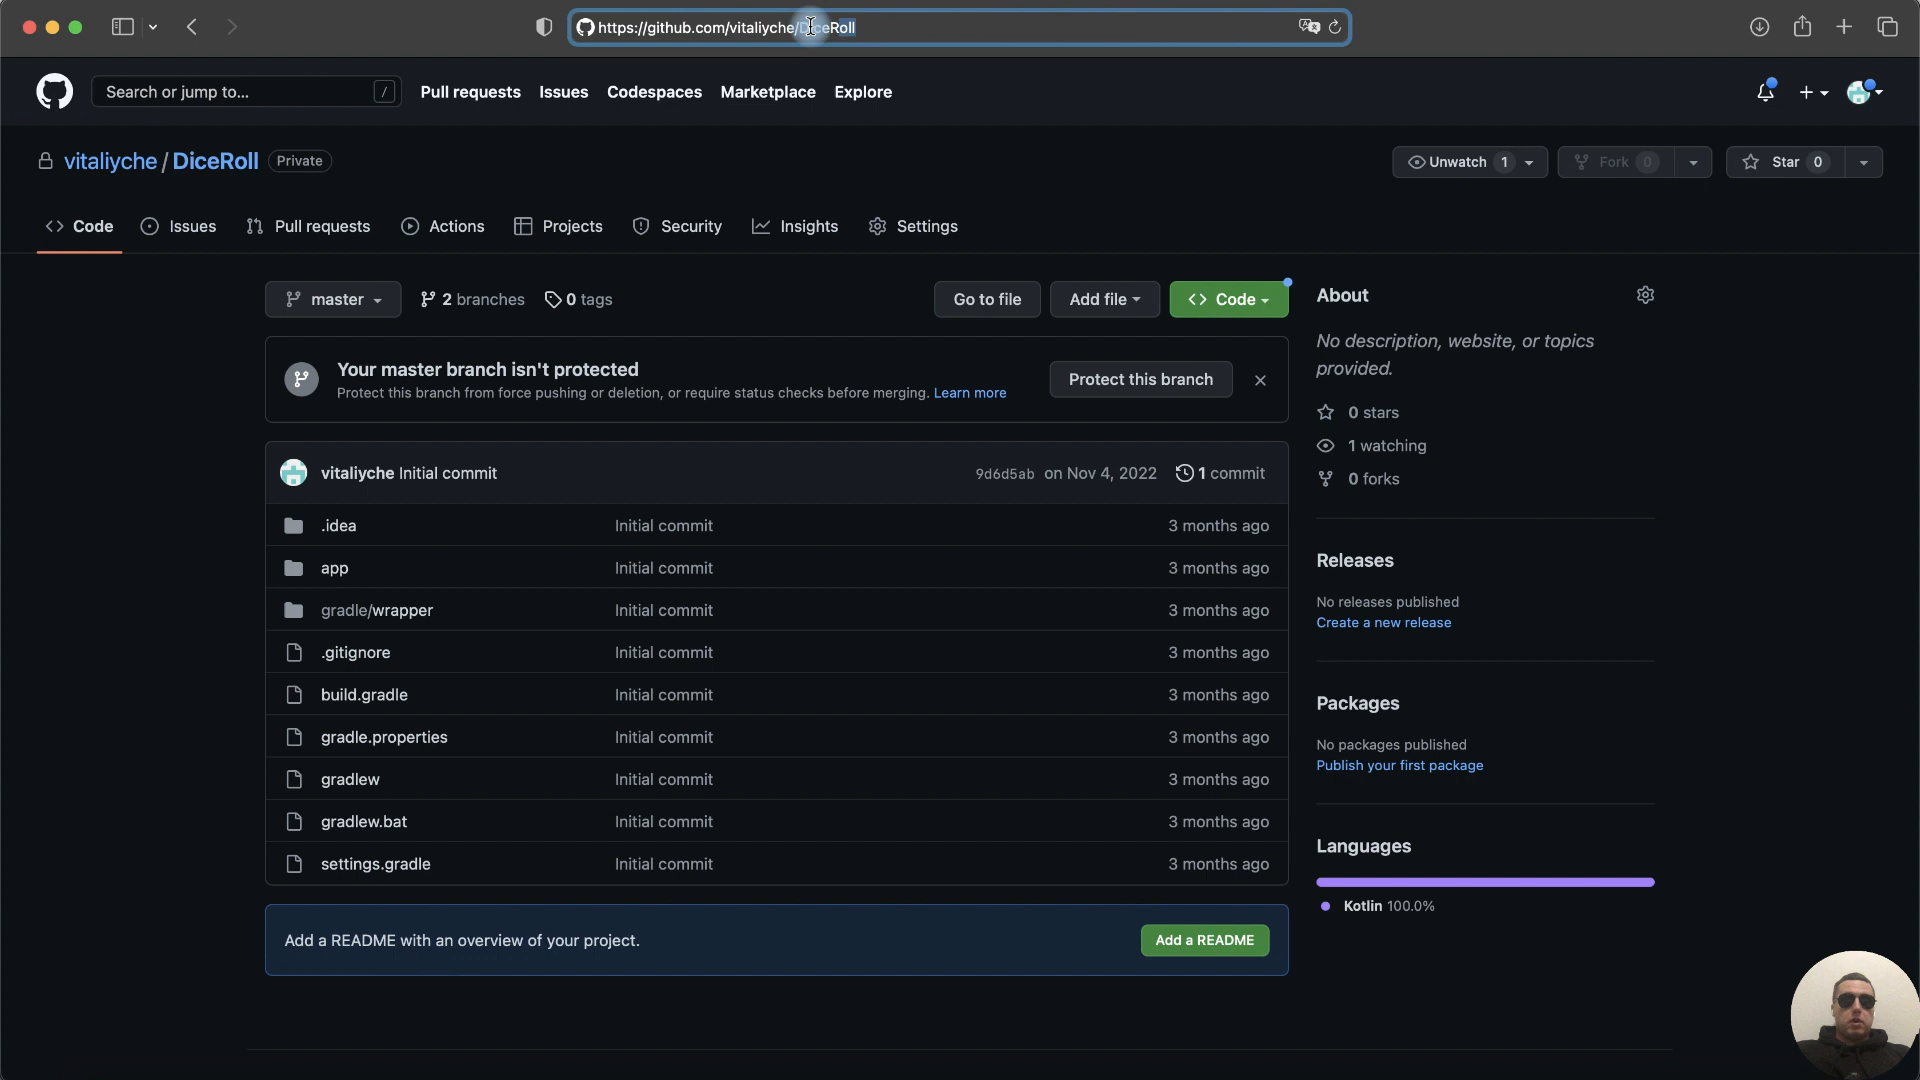 https://github.com/vitaliyche/DiceRoll
Search or jump to... /
Pull requests Issues Codespaces Marketplace Explore
vitaliyche / DiceRoll Private
Unwatch 1 Fork 0 Star 0
Code Issues Pull requests Actions Projects Security Insights Settings
master 2 branches 0 tags Go to file Add file Code
Your master branch isn't protected
Protect this branch from force pushing or deletion, or require status checks before merging. Learn more
Protect this branch
vitaliyche Initial commit 9d6d5ab on Nov 4, 2022 1 commit
.idea Initial commit 3 months ago
app Initial commit 3 months ago
gradle/wrapper Initial commit 3 months ago
.gitignore Initial commit 3 months ago
build.gradle Initial commit 3 months ago
gradle.properties Initial commit 3 months ago
gradlew Initial commit 3 months ago
gradlew.bat Initial commit 3 months ago
settings.gradle Initial commit 3 months ago
Add a README with an overview of your project. Add a README
About
No description, website, or topics
provided.
0 stars
1 watching
0 forks
Releases
No releases published
Create a new release
Packages
No packages published
Publish your first package
Languages
Kotlin 100.0%